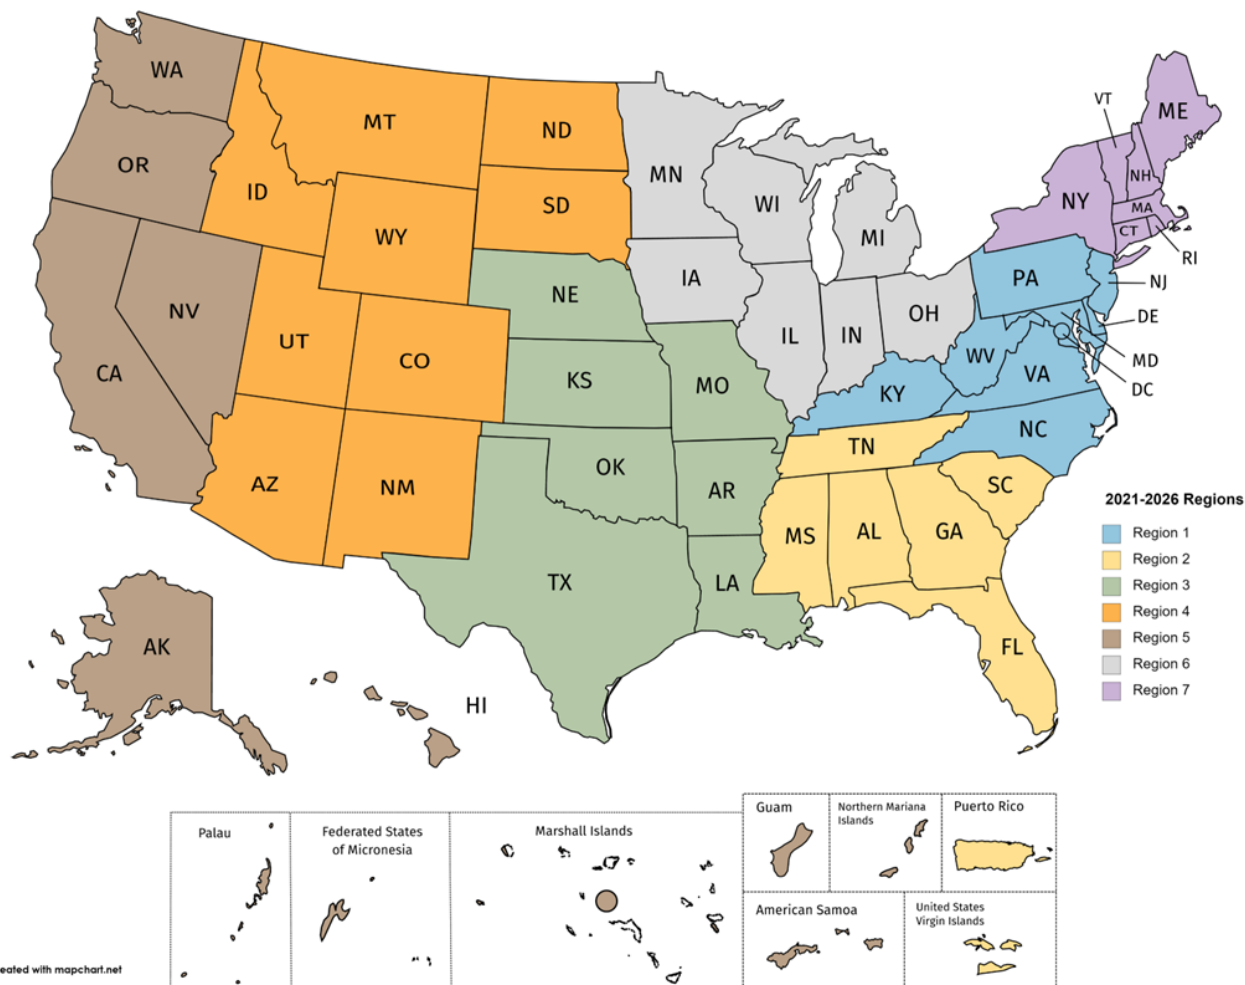 WA
OR
CA
NV
ID
MT
WY
UT
CO
AZ
NM
ND
SD
NE
KS
OK
TX
MN
IA
MO
AR
LA
WI
IL
MI
IN
OH
KY
TN
MS
AL
GA
FL
SC
NC
VA
WV
PA
NY
VT
NH
ME
MA
CT
RI
NJ
DE
MD
DC
AK
HI
2021-2026 Regions
Region 1
Region 2
Region 3
Region 4
Region 5
Region 6
Region 7
Palau
Federated States
of Micronesia
Marshall Islands
Guam
Northern Mariana
Islands
Puerto Rico
American Samoa
United States
Virgin Islands
eated with mapchart.net